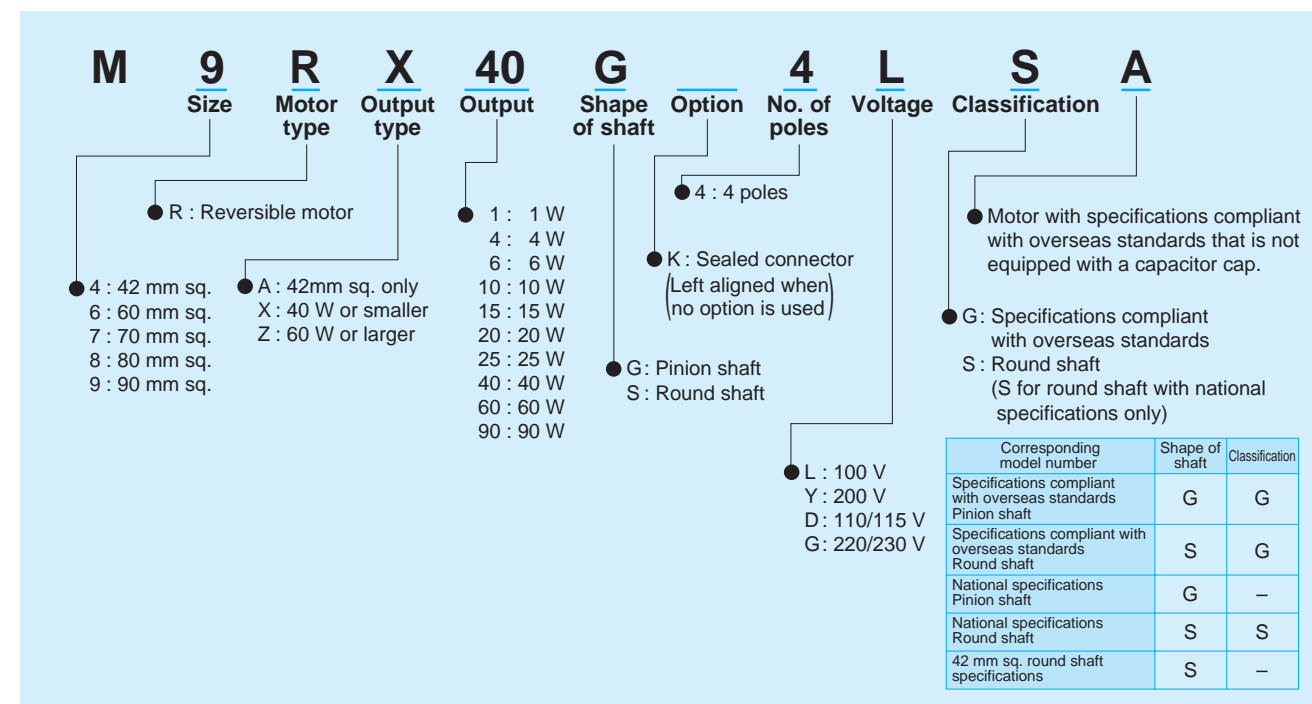 M 9 R X 40 G 4 L S A
Size Motor type Output type Output Shape of shaft Option No. of poles Voltage Classification
4 : 42 mm sq.
6 : 60 mm sq.
7 : 70 mm sq.
8 : 80 mm sq.
9 : 90 mm sq.
R : Reversible motor
A : 42mm sq. only
X : 40 W or smaller
Z : 60 W or larger
1 : 1 W
4 : 4 W
6 : 6 W
10 : 10 W
15 : 15 W
20 : 20 W
25 : 25 W
40 : 40 W
60 : 60 W
90 : 90 W
G : Pinion shaft
S : Round shaft
K : Sealed connector
(Left aligned when
no option is used)
4 : 4 poles
L : 100 V
Y : 200 V
D : 110/115 V
G : 220/230 V
G : Specifications compliant
with overseas standards
S : Round shaft
(S for round shaft with national
specifications only)
Motor with specifications compliant
with overseas standards that is not
equipped with a capacitor cap.
Corresponding model number Shape of shaft Classification
Specifications compliant
with overseas standards
Pinion shaft G G
Specifications compliant with
overseas standards
Round shaft S G
National specifications
Pinion shaft G –
National specifications
Round shaft S S
42 mm sq. round shaft
specifications S –